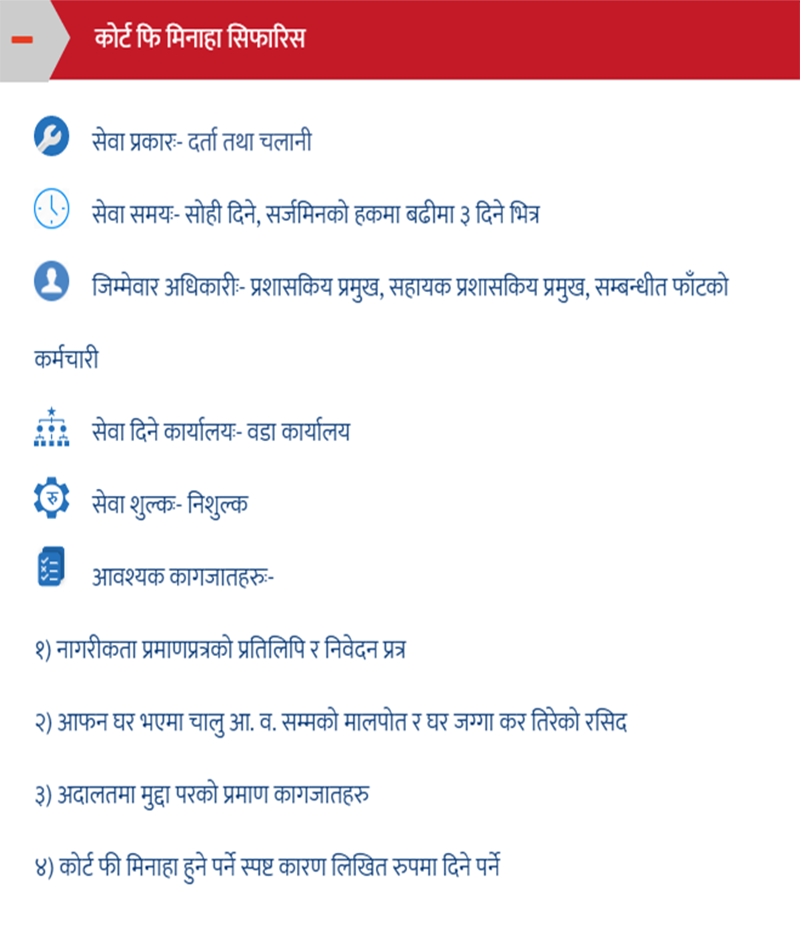 कोर्ट फि मिनाहा सिफारिस
सेवा प्रकारः- दर्ता तथा चलानी
सेवा समयः- सोही दिने, सर्जमिनको हकमा बढीमा ३ दिने भित्र
जिम्मेवार अधिकारीः- प्रशासकिय प्रमुख, सहायक प्रशासकिय प्रमुख, सम्बन्धीत फाँटको
कर्मचारी
सेवा दिने कार्यालयः- वडा कार्यालय
रु
सेवा शुल्कः- निशुल्क
आवश्यक कागजातहरुः-
१) नागरीकता प्रमाणप्रत्रको प्रतिलिपि र निवेदन प्रत्र
२) आफन घर भएमा चालु आ. व. सम्मको मालपोत र घर जग्गा कर तिरेको रसिद
३) अदालतमा मुद्दा परको प्रमाण कागजातहरु
४) कोर्ट फी मिनाहा हुने पर्ने स्पष्ट कारण लिखित रुपमा दिने पर्ने